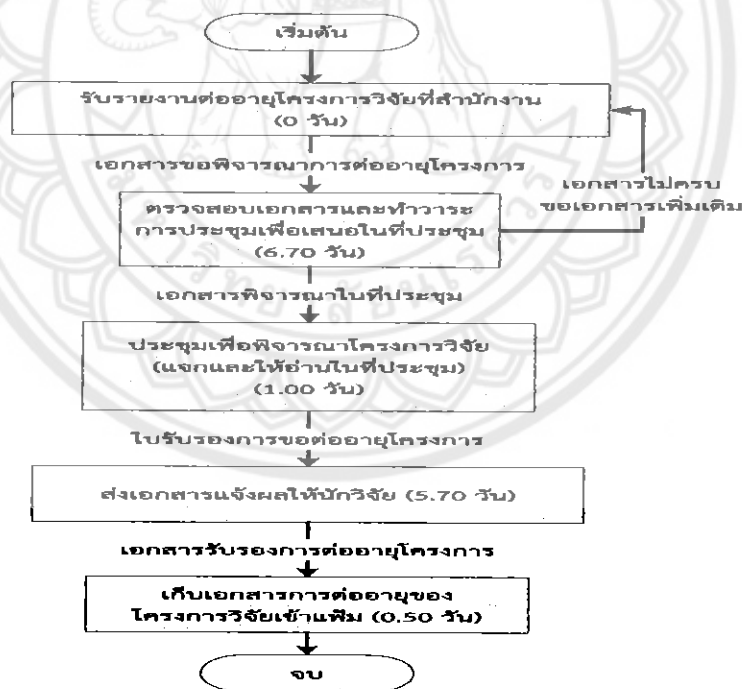 เริ่มต้น
รับรายงานต่ออายุโครงการวิจัยที่สำนักงาน
(0 วัน)
เอกสารขอพิจารณาการต่ออายุโครงการ
เอกสารไม่ครบ
ขอเอกสารเพิ่มเติม
ตรวจสอบเอกสารและทำวาระ
การประชุมเพื่อเสนอในที่ประชุม
(6.70 วัน)
เอกสารพิจารณาในที่ประชุม
ประชุมเพื่อพิจารณาโครงการวิจัย
(แจกและให้อ่านในที่ประชุม)
(1.00 วัน)
ใบรับรองการขอต่ออายุโครงการ
ส่งเอกสารแจ้งผลให้นักวิจัย (5.70 วัน)
เอกสารรับรองการต่ออายุโครงการ
เก็บเอกสารการต่ออายุของ
โครงการวิจัยเข้าแฟ้ม (0.50 วัน)
จบ